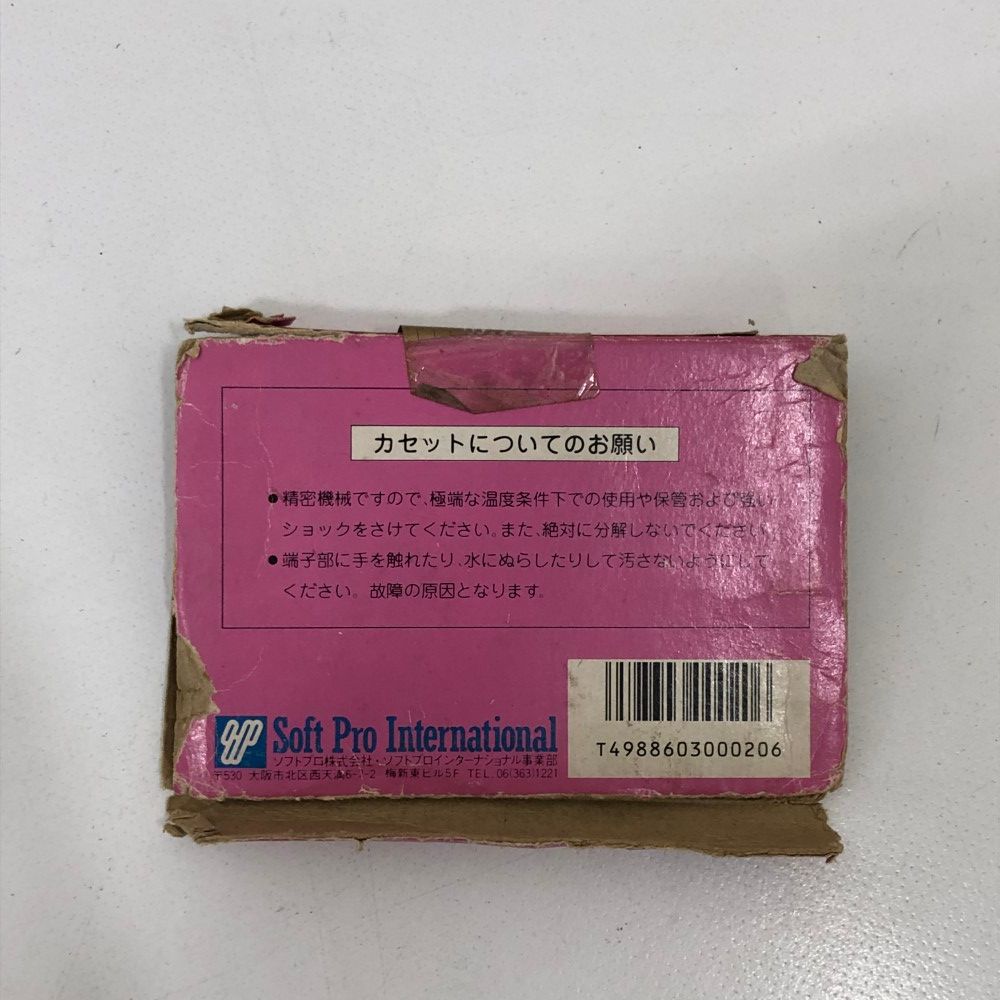 カセットについてのお願い
●精密機械ですので、極端な温度条件下での使用や保管および強い
ショックをさけてください。また、絶対に分解しないでください。
●端子部に手を触れたり、水にぬらしたりして汚さないようにして
ください。故障の原因となります。
Soft Pro International
ソフトプロ株式会社・ソフトプロインターナショナル事業部
〒530 大阪市北区西天満6-1-2 梅新東ビル5F TEL.06(363)1221
T4988603000206